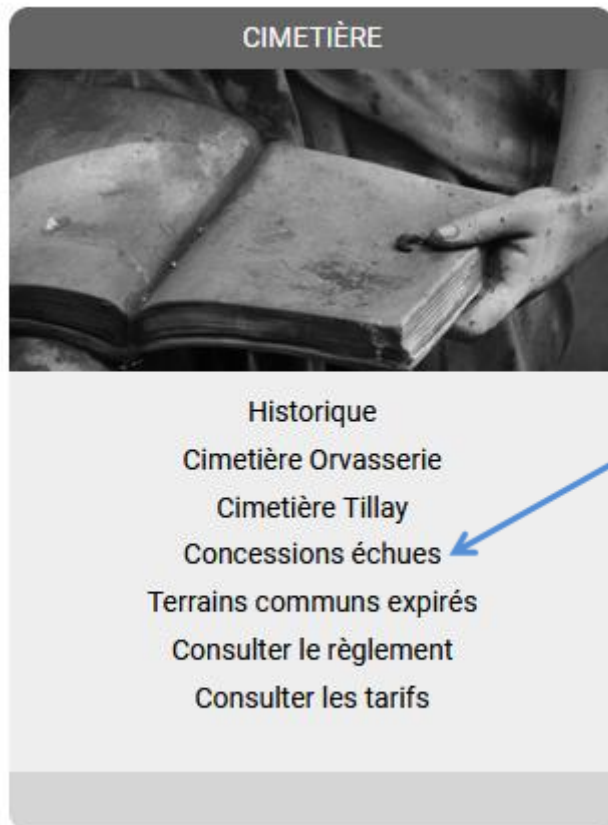 CIMETIÈRE
Historique
Cimetière Orvasserie
Cimetière Tillay
Concessions échues
Terrains communs expirés
Consulter le règlement
Consulter les tarifs